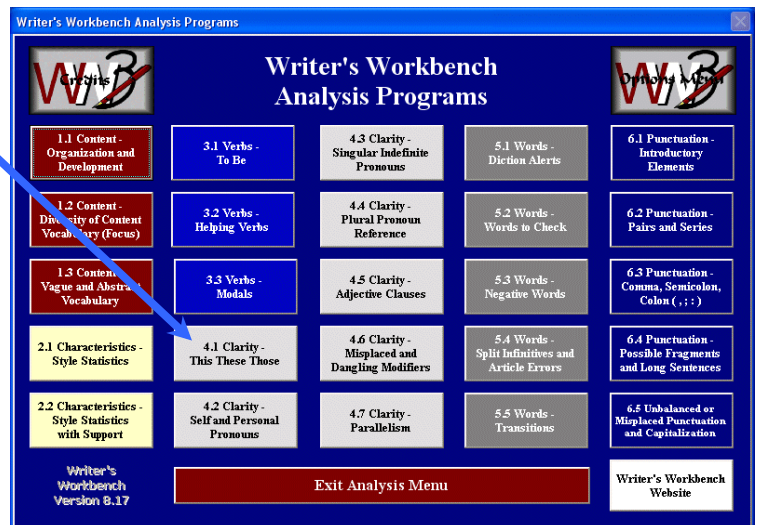 Writer's Workbench Analysis Programs
Credits
Writer's Workbench
Analysis Programs
Options Menu
1.1 Content -
Organization and
Development
3.1 Verbs -
To Be
4.3 Clarity -
Singular Indefinite
Pronouns
5.1 Words -
Diction Alerts
6.1 Punctuation -
Introductory
Elements
1.2 Content -
Diversity of Content
Vocabulary (Focus)
3.2 Verbs -
Helping Verbs
4.4 Clarity -
Plural Pronoun
Reference
5.2 Words -
Words to Check
6.2 Punctuation -
Pairs and Series
1.3 Content -
Vague and Abstract
Vocabulary
3.3 Verbs -
Modals
4.5 Clarity -
Adjective Clauses
5.3 Words -
Negative Words
6.3 Punctuation -
Comma, Semicolon,
Colon ( , ; : )
2.1 Characteristics -
Style Statistics
4.1 Clarity -
This These Those
4.6 Clarity -
Misplaced and
Dangling Modifiers
5.4 Words -
Split Infinitives and
Article Errors
6.4 Punctuation -
Possible Fragments
and Long Sentences
2.2 Characteristics -
Style Statistics
with Support
4.2 Clarity -
Self and Personal
Pronouns
4.7 Clarity -
Parallelism
5.5 Words -
Transitions
6.5 Unbalanced or
Misplaced Punctuation
and Capitalization
Writer's
Workbench
Version 8.17
Exit Analysis Menu
Writer's Workbench
Website